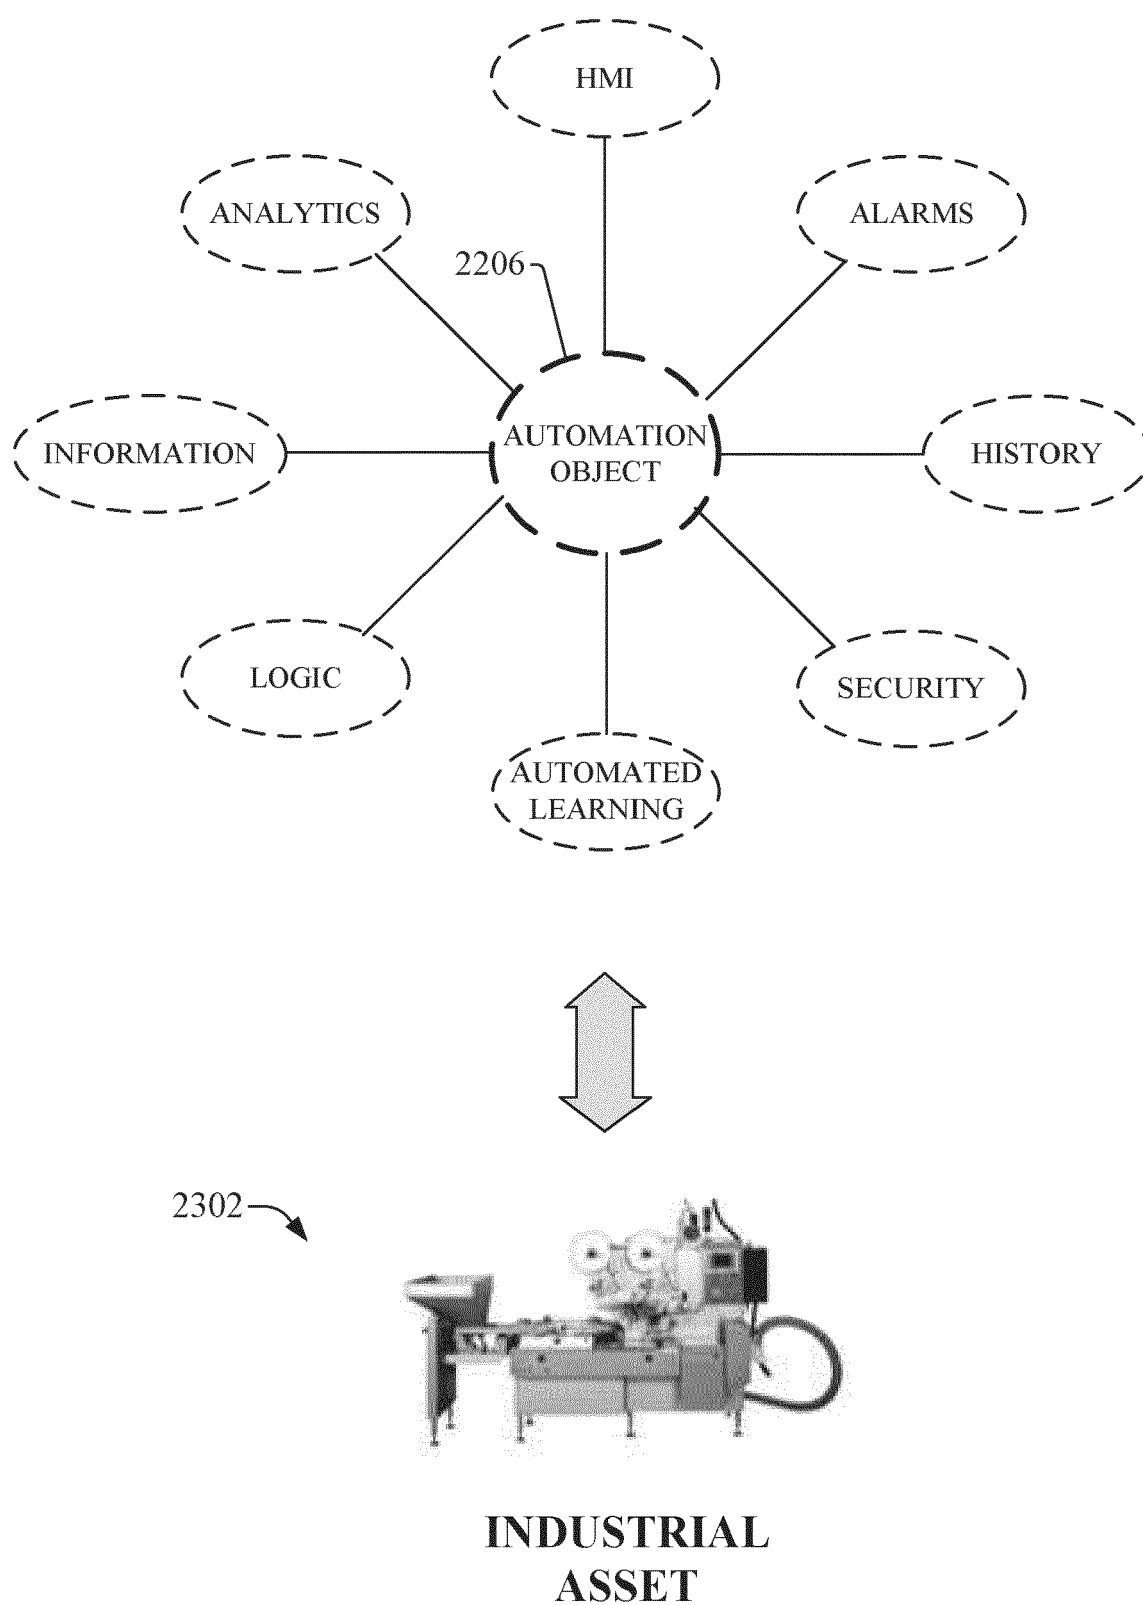 HMI
ANALYTICS
ALARMS
2206
AUTOMATION
OBJECT
INFORMATION
HISTORY
LOGIC
SECURITY
AUTOMATED
LEARNING
2302
INDUSTRIAL
ASSET